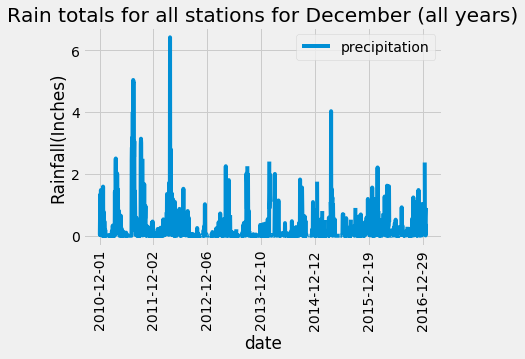 Rain totals for all stations for December (all years)
precipitation
Rainfall(Inches)
6
4
2
0
2010-12-01
2011-12-02
2012-12-06
2013-12-10
2014-12-12
2015-12-19
2016-12-29
date